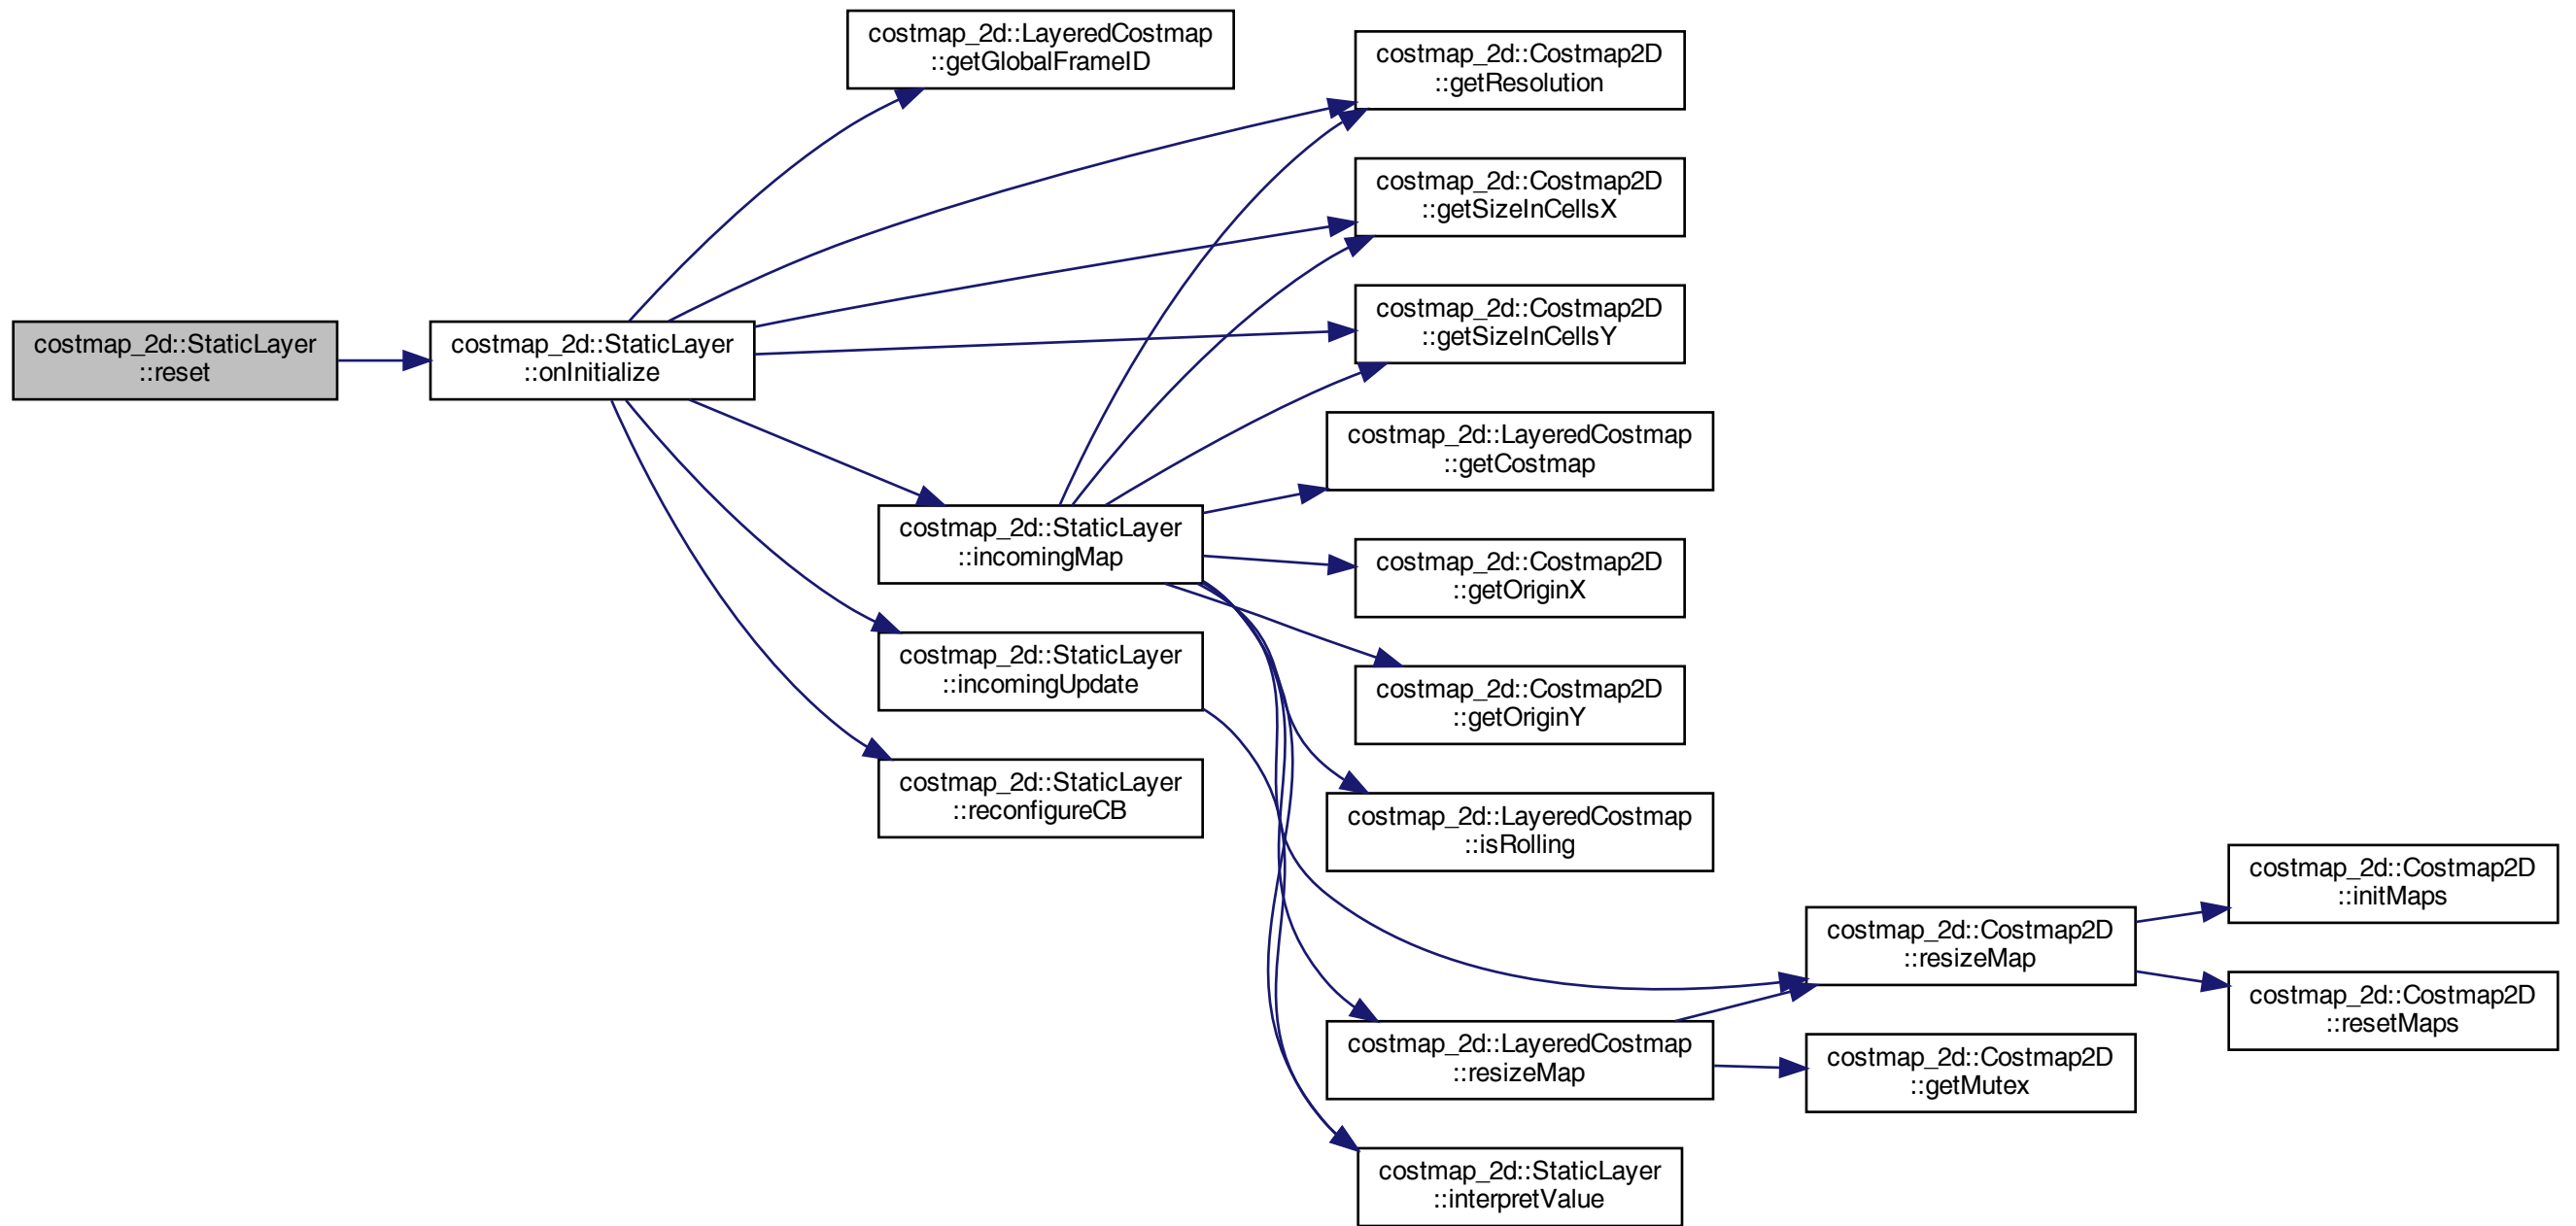 costmap_2d::StaticLayer
::reset
costmap_2d::StaticLayer
::onInitialize
costmap_2d::LayeredCostmap
::getGlobalFrameID
costmap_2d::StaticLayer
::incomingMap
costmap_2d::StaticLayer
::incomingUpdate
costmap_2d::StaticLayer
::reconfigureCB
costmap_2d::Costmap2D
::getResolution
costmap_2d::Costmap2D
::getSizeInCellsX
costmap_2d::Costmap2D
::getSizeInCellsY
costmap_2d::LayeredCostmap
::getCostmap
costmap_2d::Costmap2D
::getOriginX
costmap_2d::Costmap2D
::getOriginY
costmap_2d::LayeredCostmap
::isRolling
costmap_2d::LayeredCostmap
::resizeMap
costmap_2d::StaticLayer
::interpretValue
costmap_2d::Costmap2D
::resizeMap
costmap_2d::Costmap2D
::getMutex
costmap_2d::Costmap2D
::initMaps
costmap_2d::Costmap2D
::resetMaps